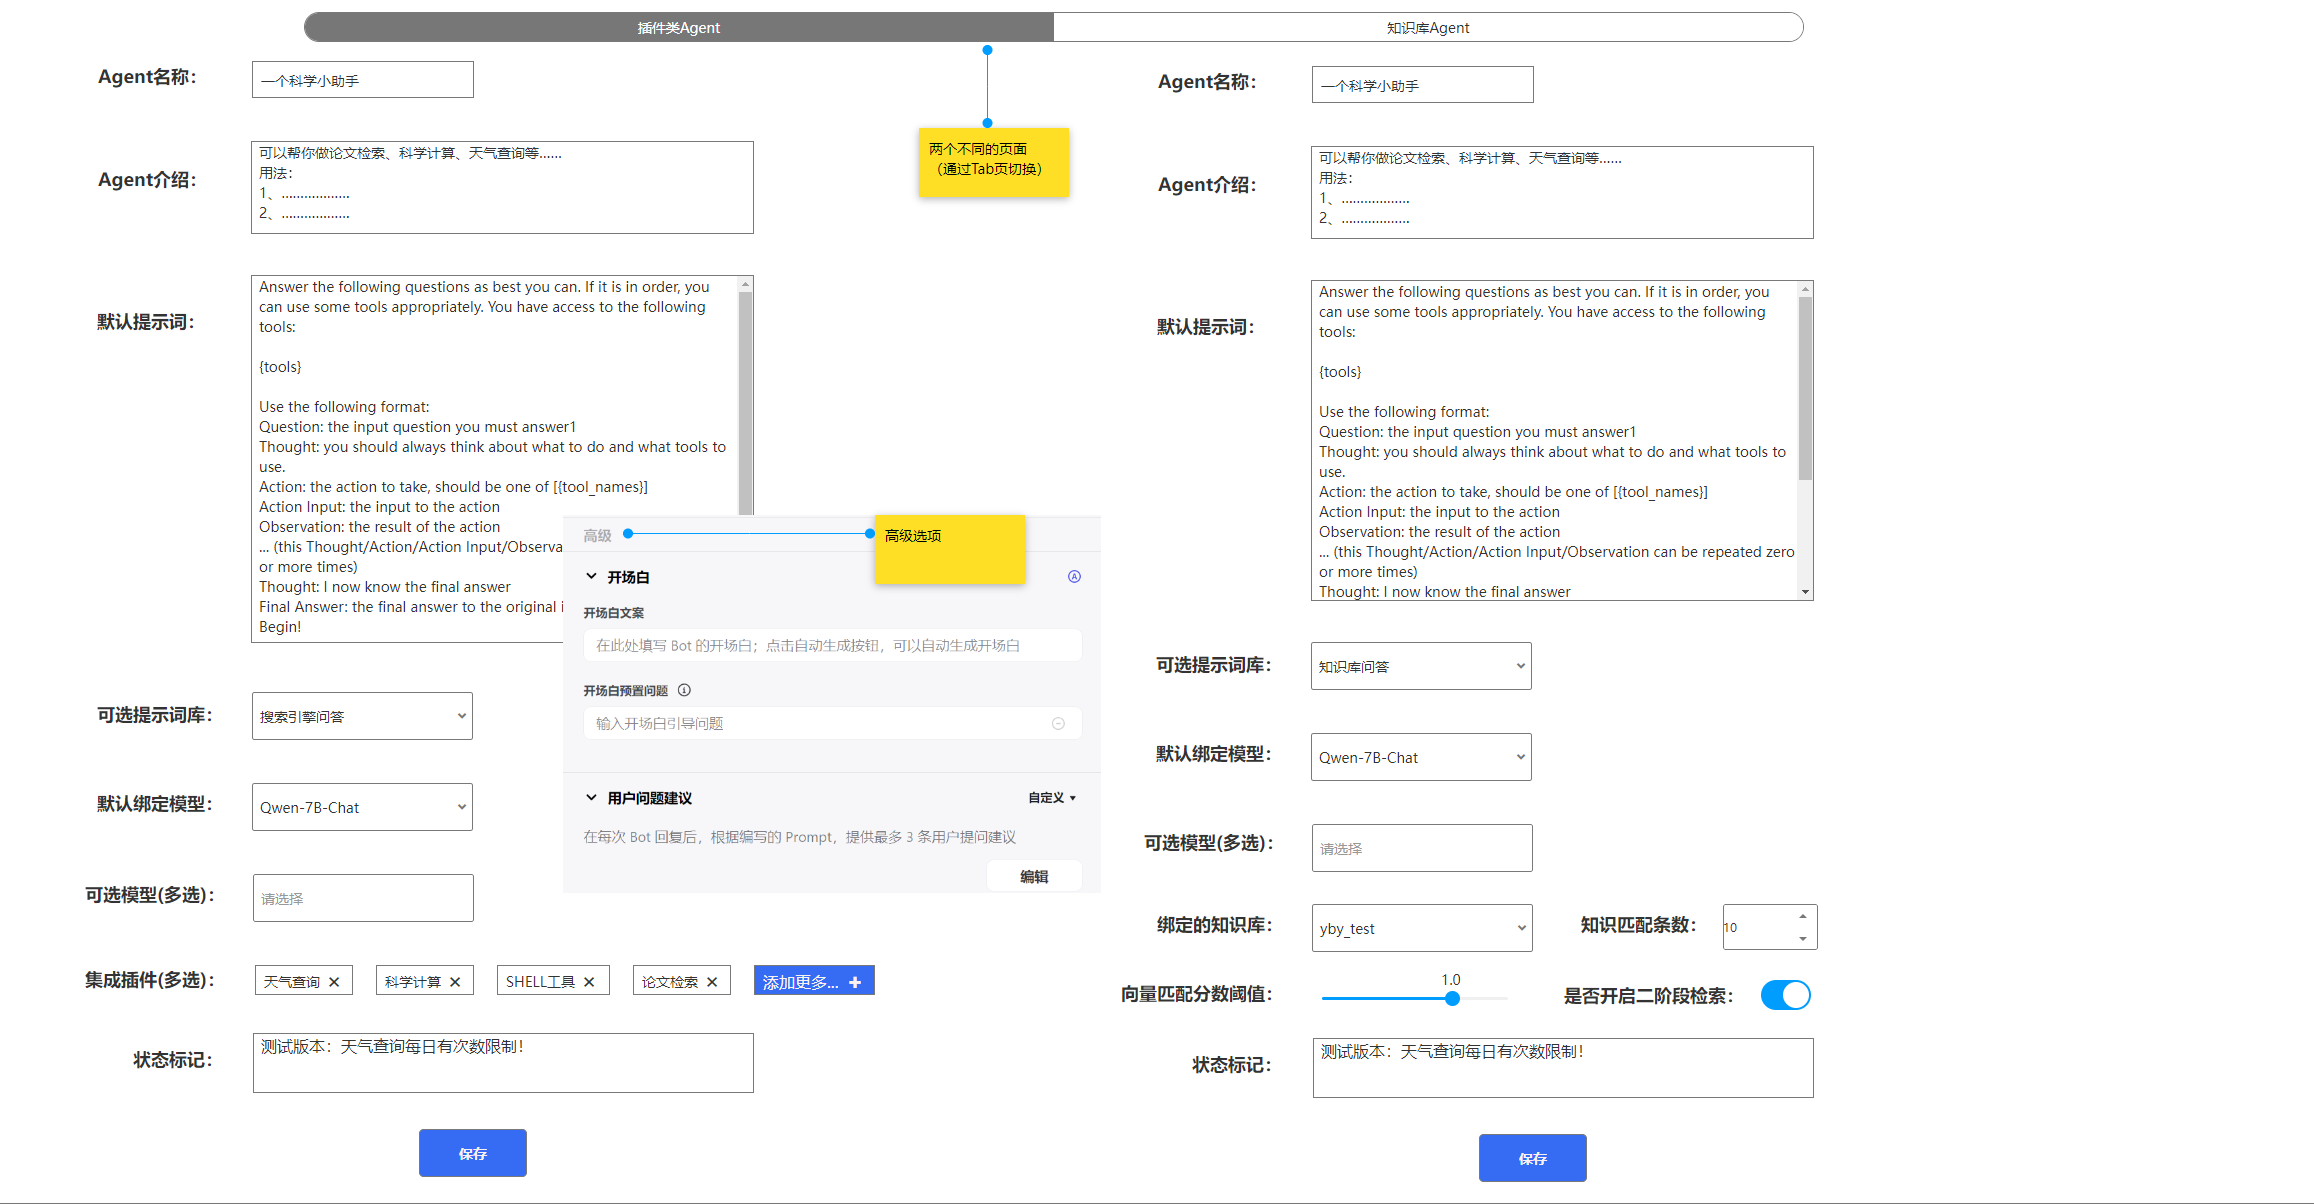 插件类Agent
知识库Agent
两个不同的页面
（通过Tab页切换）
Agent名称：
一个科学小助手
Agent介绍：
可以帮你做论文检索、科学计算、天气查询等......
用法：
1、..................
2、..................
默认提示词：
Answer the following questions as best you can. If it is in order, you
can use some tools appropriately. You have access to the following
tools:
{tools}
Use the following format:
Question: the input question you must answer1
Thought: you should always think about what to do and what tools to
use.
Action: the action to take, should be one of [{tool_names}]
Action Input: the input to the action
Observation: the result of the action
... (this Thought/Action/Action Input/Observa
or more times)
Thought: I now know the final answer
Final Answer: the final answer to the original i
Begin!
高级
高级选项
开场白
开场白文案
在此处填写 Bot 的开场白；点击自动生成按钮，可以自动生成开场白
开场白预置问题
输入开场白引导问题
用户问题建议
自定义
在每次 Bot 回复后，根据编写的 Prompt，提供最多 3 条用户提问建议
编辑
可选提示词库：
搜索引擎问答
默认绑定模型：
Qwen-7B-Chat
可选模型(多选)：
请选择
集成插件(多选)：
天气查询
科学计算
SHELL工具
论文检索
添加更多...
状态标记：
测试版本：天气查询每日有次数限制！
保存
Agent名称：
一个科学小助手
Agent介绍：
可以帮你做论文检索、科学计算、天气查询等......
用法：
1、..................
2、..................
默认提示词：
Answer the following questions as best you can. If it is in order, you
can use some tools appropriately. You have access to the following
tools:
{tools}
Use the following format:
Question: the input question you must answer1
Thought: you should always think about what to do and what tools to
use.
Action: the action to take, should be one of [{tool_names}]
Action Input: the input to the action
Observation: the result of the action
... (this Thought/Action/Action Input/Observation can be repeated zero
or more times)
Thought: I now know the final answer
可选提示词库：
知识库问答
默认绑定模型：
Qwen-7B-Chat
可选模型(多选)：
请选择
绑定的知识库：
yby_test
知识匹配条数：
10
向量匹配分数阈值：
1.0
是否开启二阶段检索：
状态标记：
测试版本：天气查询每日有次数限制！
保存